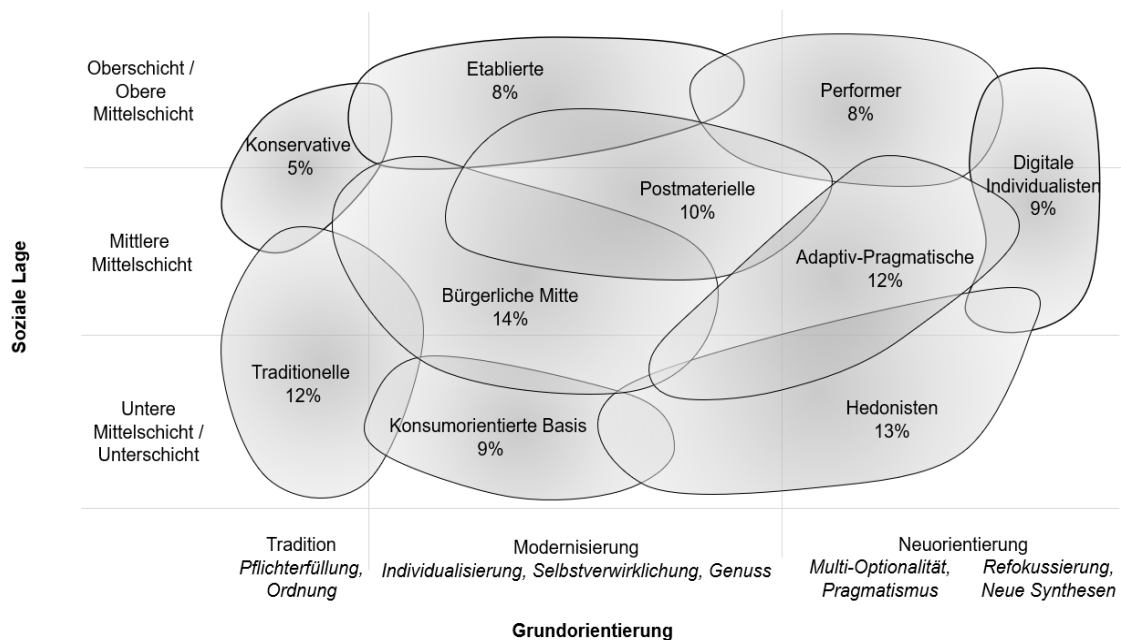 Oberschicht /
Obere
Mittelschicht
Mittlere
Mittelschicht
Untere
Mittelschicht /
Unterschicht
Soziale Lage
Etablierte
8%
Performer
8%
Konservative
5%
Digitale
Individualisten
9%
Postmaterielle
10%
Adaptiv-Pragmatische
12%
Bürgerliche Mitte
14%
Traditionelle
12%
Konsumorientierte Basis
9%
Hedonisten
13%
Tradition
Pflichterfüllung,
Ordnung
Modernisierung
Individualisierung, Selbstverwirklichung, Genuss
Neuorientierung
Multi-Optionalität,
Pragmatismus
Refokussierung,
Neue Synthesen
Grundorientierung